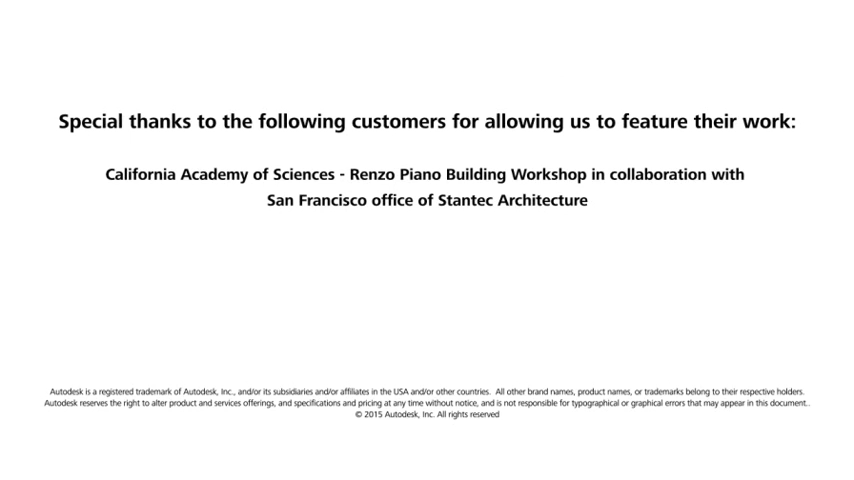 Special thanks to the following customers for allowing us to feature their work:
California Academy of Sciences - Renzo Piano Building Workshop in collaboration with
San Francisco office of Stantec Architecture
Autodesk is a registered trademark of Autodesk, Inc., and/or its subsidiaries and/or affiliates in the USA and/or other countries.  All other brand names, product names, or trademarks belong to their respective holders.
Autodesk reserves the right to alter product and services offerings, and specifications and pricing at any time without notice, and is not responsible for typographical or graphical errors that may appear in this document..
© 2015 Autodesk, Inc. All rights reserved